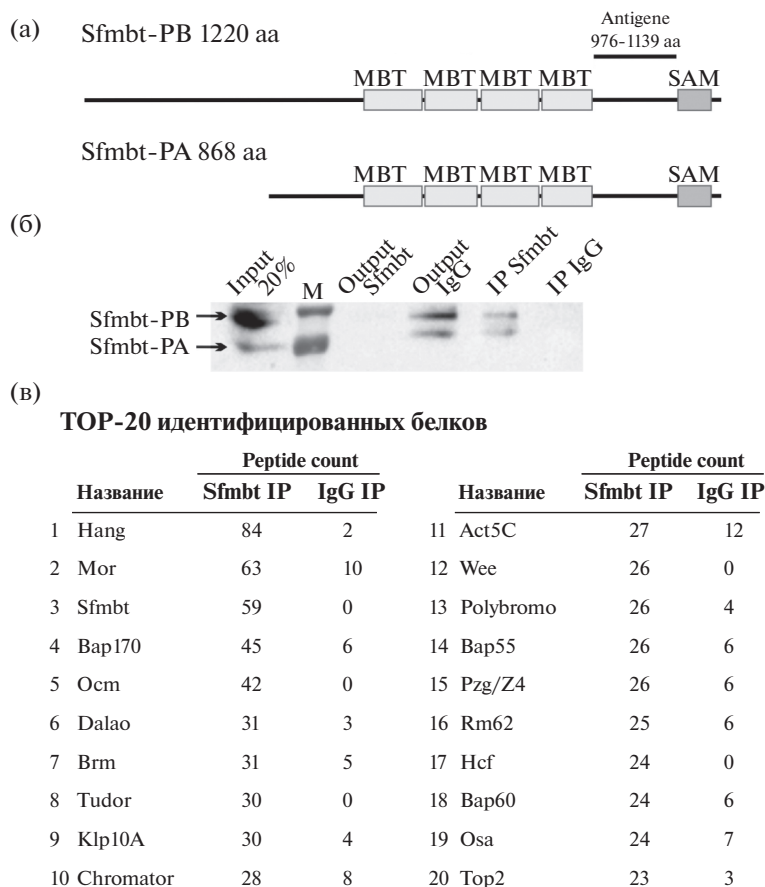 (а)
Sfmbt-PB 1220 aa
Antigene
976-1139 aa
MBT MBT MBT MBT SAM
Sfmbt-PA 868 aa
MBT MBT MBT MBT SAM
(б)
Input
20%
M
Output
Sfmbt
Output
IgG
IP Sfmbt
IP IgG
Sfmbt-PB
Sfmbt-PA
(в)
TOP-20 идентифицированных белков
Peptide count Peptide count
Название Sfmbt IP IgG IP Название Sfmbt IP IgG IP
1 Hang 84 2 11 Act5C 27 12
2 Mor 63 10 12 Wee 26 0
3 Sfmbt 59 0 13 Polybromo 26 4
4 Bap170 45 6 14 Bap55 26 6
5 Ocm 42 0 15 Pzg/Z4 26 6
6 Dalao 31 3 16 Rm62 25 6
7 Brm 31 5 17 Hcf 24 0
8 Tudor 30 0 18 Bap60 24 6
9 Klp10A 30 4 19 Osa 24 7
10 Chromator 28 8 20 Top2 23 3